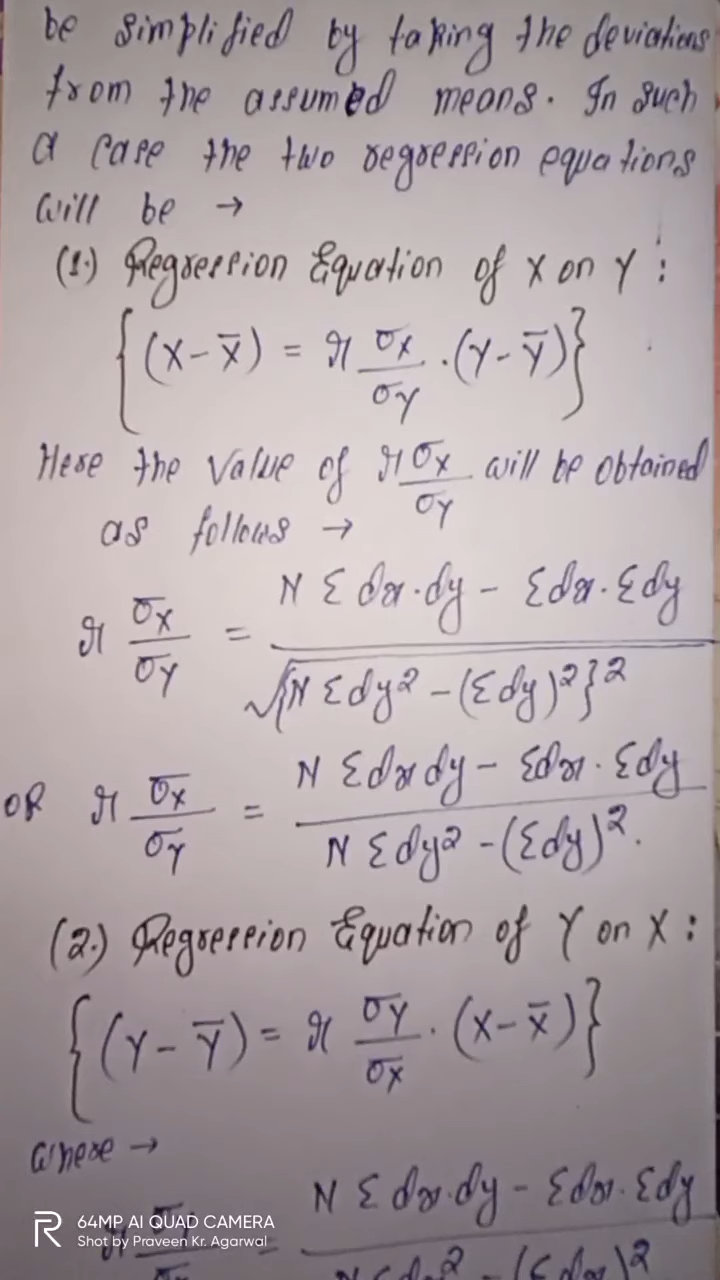 be simplified by taking the deviations
from the assumed means. In such
a case the two regression equations
will be →
(1.) Regression Equation of X on Y :
{(X - X̄) = r σx/σy · (Y - Ȳ)}
Here the value of r σx/σy will be obtained
as follows →
r σx/σy = N Σdx·dy - Σdx·Σdy / √{N Σdy² - (Σdy)²}²
OR r σx/σy = N Σdxdy - Σdx·Σdy / N Σdy² - (Σdy)².
(2.) Regression Equation of Y on X :
{(Y - Ȳ) = r σy/σx · (X - X̄)}
where →
N Σdx·dy - Σdx·Σdy
(Σdx)²
R 64MP AI QUAD CAMERA
Shot by Praveen Kr. Agarwal